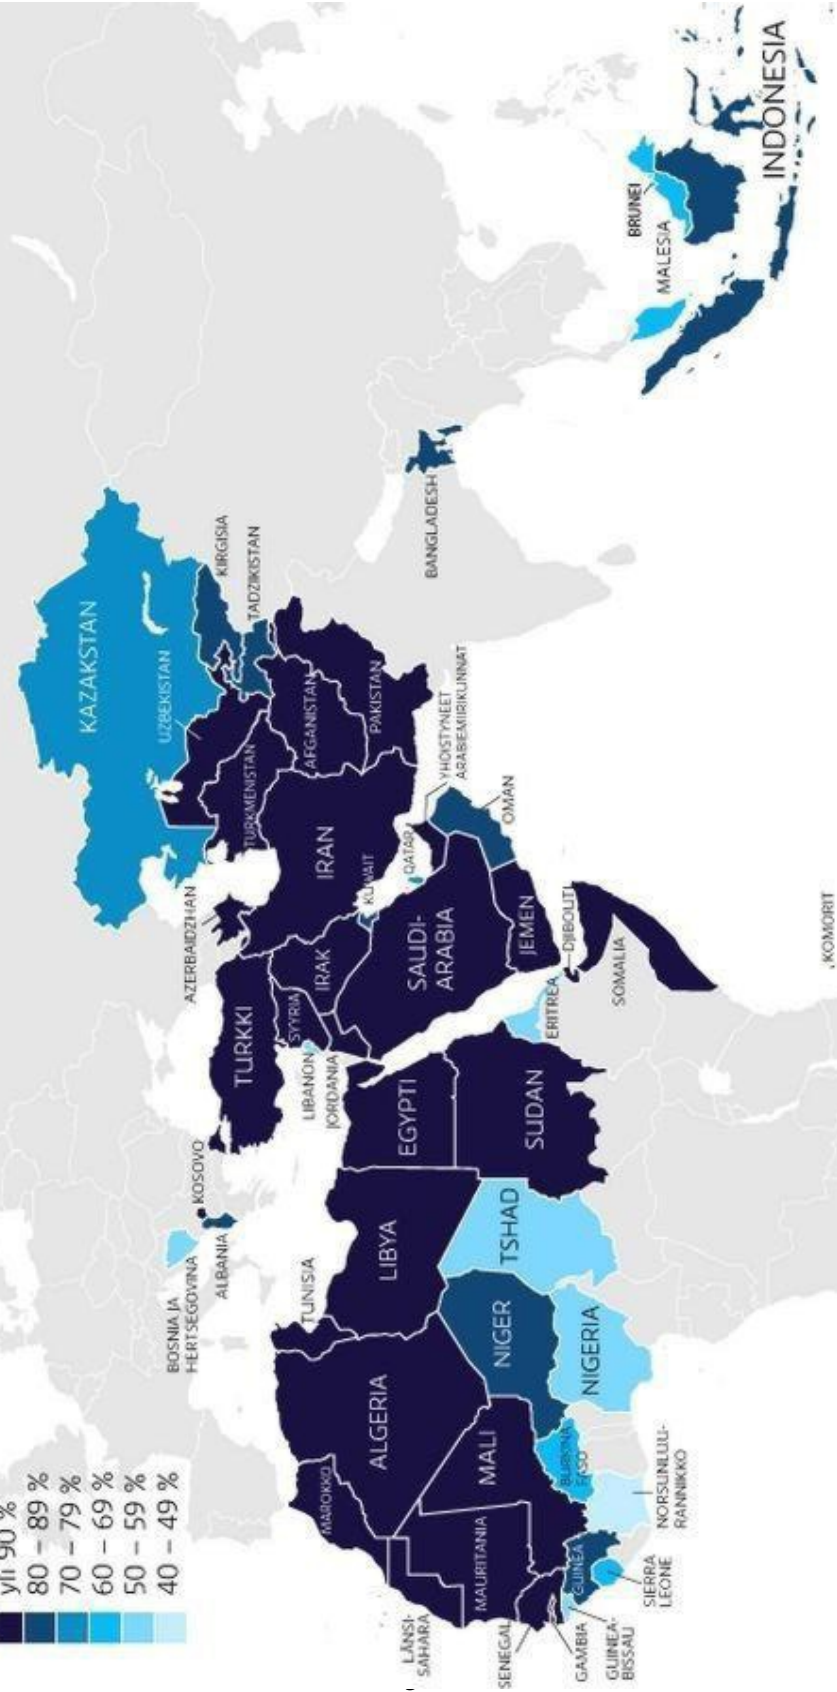 yli 90 %
80 – 89 %
70 – 79 %
60 – 69 %
50 – 59 %
40 – 49 %
KAZAKSTAN
UZBEKISTAN
KIRGISIA
TADZIKISTAN
TURKMENISTAN
AFGANISTAN
PAKISTAN
BANGLADESH
AZERBAIDZHAN
TURKKI
SYYRIA
IRAK
IRAN
KUWAIT
QATAR
YHDISTYNEET
ARABIEMIIRIKUNNAT
OMAN
SAUDI-
ARABIA
JEMEN
LIBANON
JORDANIA
KOSOVO
ALBANIA
BOSNIA JA
HERTSEGOVINA
TUNISIA
LIBYA
EGYPTI
SUDAN
ERITREA
DJIBOUTI
SOMALIA
KOMORIT
MAROKKO
ALGERIA
LÄNSI-
SAHARA
MAURITANIA
MALI
NIGER
TSHAD
NIGERIA
BURKINA
FASO
SENEGAL
GAMBIA
GUINEA-
BISSAU
GUINEA
SIERRA
LEONE
NORSUNLUU-
RANNIKKO
BRUNEI
MALESIA
INDONESIA